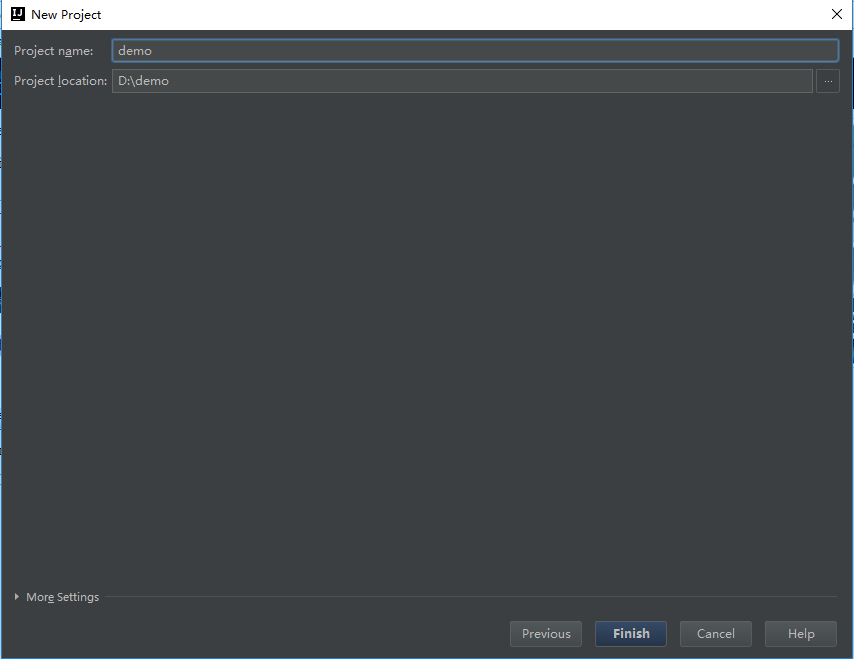 IJ New Project
Project name: demo
Project location: D:\demo ...
More Settings
Previous Finish Cancel Help